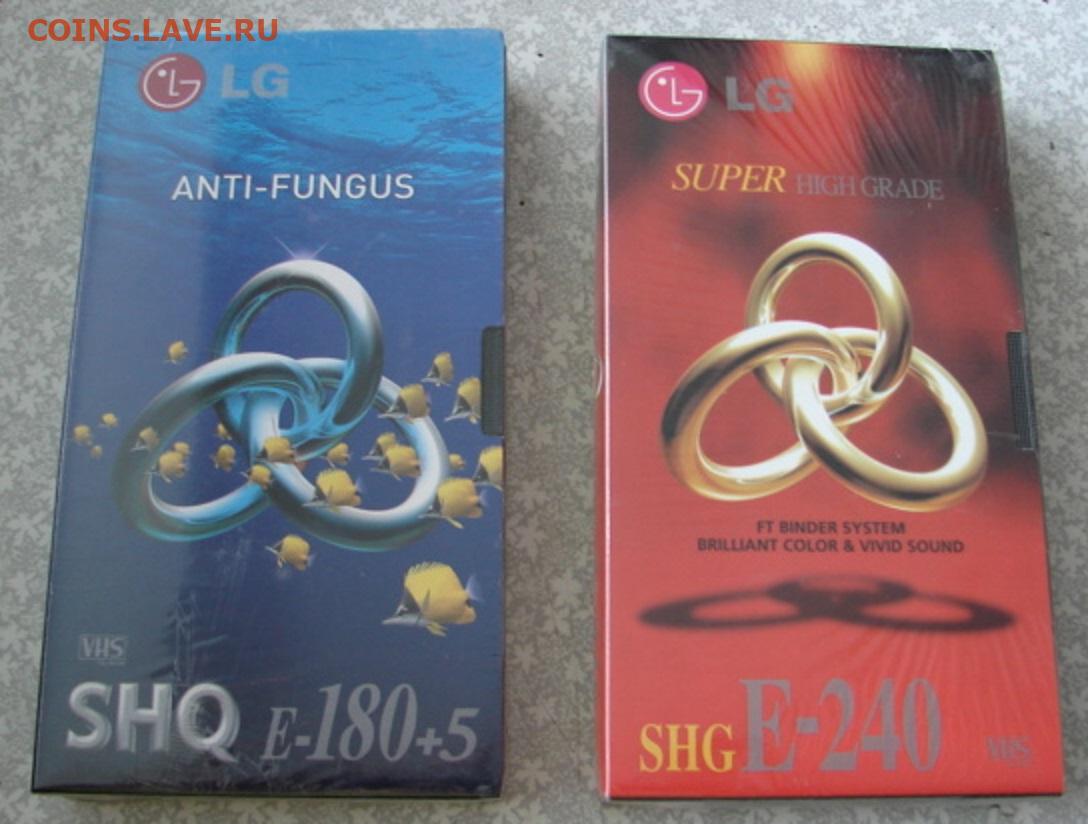 COINS.LAVE.RU
LG
ANTI-FUNGUS
VHS
SHQ E-180+5
LG
SUPER HIGH GRADE
FT BINDER SYSTEM
BRILLIANT COLOR & VIVID SOUND
SHG E-240
VHS